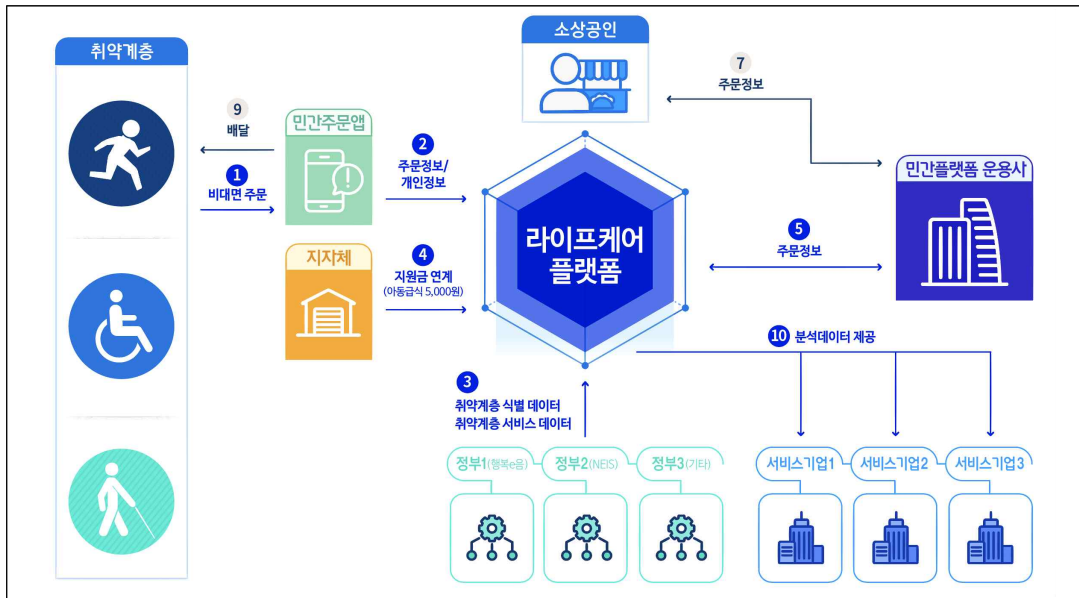 취약계층
소상공인
7
주문정보
9
배달
1
비대면 주문
민간주문앱
2
주문정보/
개인정보
지자체
4
지원금 연계
(아동급식 5,000원)
라이프케어
플랫폼
5
주문정보
민간플랫폼 운용사
10 분석데이터 제공
3
취약계층 식별 데이터
취약계층 서비스 데이터
정부1(행복e음)
정부2(NEIS)
정부3(기타)
서비스기업1
서비스기업2
서비스기업3